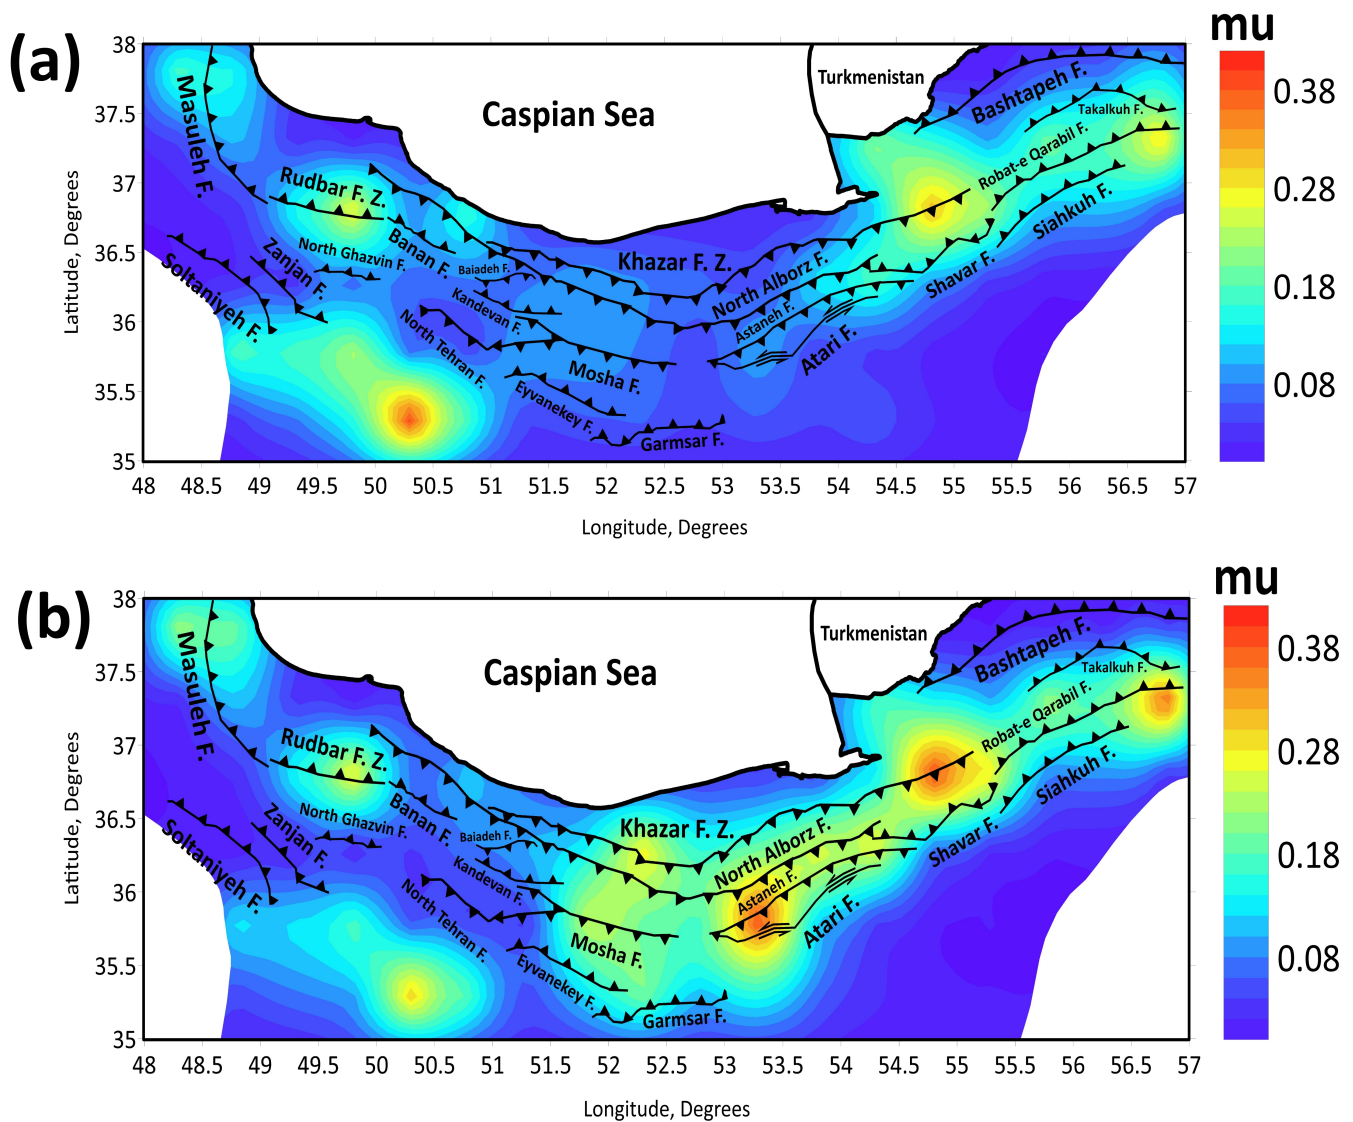 (a)
mu
38
37.5
37
36.5
36
35.5
35
Latitude, Degrees
Caspian Sea
Turkmenistan
Bashtapeh F.
Takalkuh F.
Robat-e Qarabil F.
Siahkuh F.
Masuleh F.
Rudbar F. Z.
Banan F.
North Ghazvin F.
Zanjan F.
Soltaniyeh F.
Baiadeh F.
Kandevan F.
North Tehran F.
Khazar F. Z.
North Alborz F.
Astaneh F.
Atari F.
Shavar F.
Mosha F.
Eyvanekey F.
Garmsar F.
0.38
0.28
0.18
0.08
48 48.5 49 49.5 50 50.5 51 51.5 52 52.5 53 53.5 54 54.5 55 55.5 56 56.5 57
Longitude, Degrees
(b)
mu
38
37.5
37
36.5
36
35.5
35
Latitude, Degrees
Caspian Sea
Turkmenistan
Bashtapeh F.
Takalkuh F.
Robat-e Qarabil F.
Siahkuh F.
Masuleh F.
Rudbar F. Z.
Banan F.
North Ghazvin F.
Zanjan F.
Soltaniyeh F.
Baiadeh F.
Kandevan F.
North Tehran F.
Khazar F. Z.
North Alborz F.
Astaneh F.
Atari F.
Shavar F.
Mosha F.
Eyvanekey F.
Garmsar F.
0.38
0.28
0.18
0.08
48 48.5 49 49.5 50 50.5 51 51.5 52 52.5 53 53.5 54 54.5 55 55.5 56 56.5 57
Longitude, Degrees